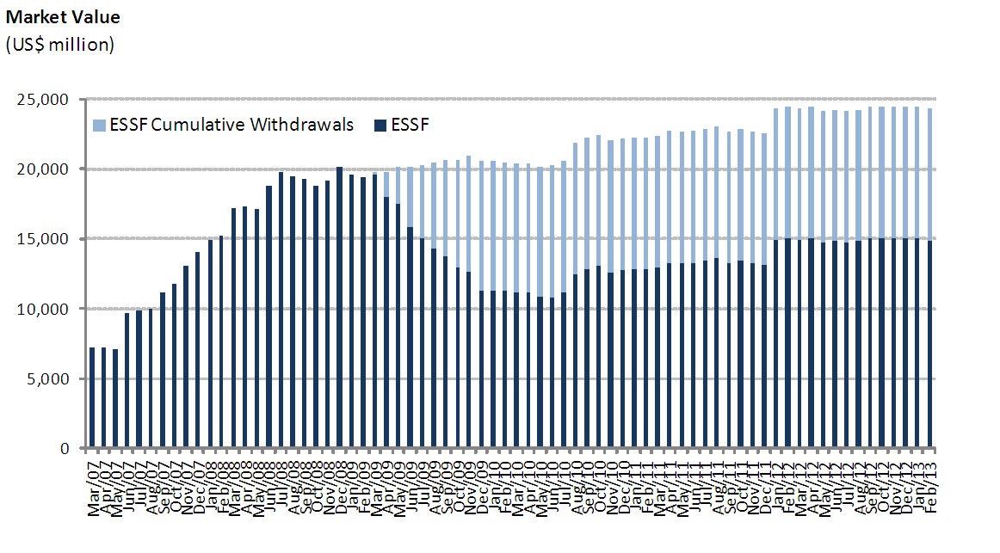 Market Value
(US$ million)
25,000
20,000
15,000
10,000
5,000
0
ESSF Cumulative Withdrawals
ESSF
Mar/07
Apr/07
May/07
Jun/07
Jul/07
Aug/07
Sep/07
Oct/07
Nov/07
Dec/07
Jan/08
Feb/08
Mar/08
Apr/08
May/08
Jun/08
Jul/08
Aug/08
Sep/08
Oct/08
Nov/08
Dec/08
Jan/09
Feb/09
Mar/09
Apr/09
May/09
Jun/09
Jul/09
Aug/09
Sep/09
Oct/09
Nov/09
Dec/09
Jan/10
Feb/10
Mar/10
Apr/10
May/10
Jun/10
Jul/10
Aug/10
Sep/10
Oct/10
Nov/10
Dec/10
Jan/11
Feb/11
Mar/11
Apr/11
May/11
Jun/11
Jul/11
Aug/11
Sep/11
Oct/11
Nov/11
Dec/11
Jan/12
Feb/12
Mar/12
Apr/12
May/12
Jun/12
Jul/12
Aug/12
Sep/12
Oct/12
Nov/12
Dec/12
Jan/13
Feb/13